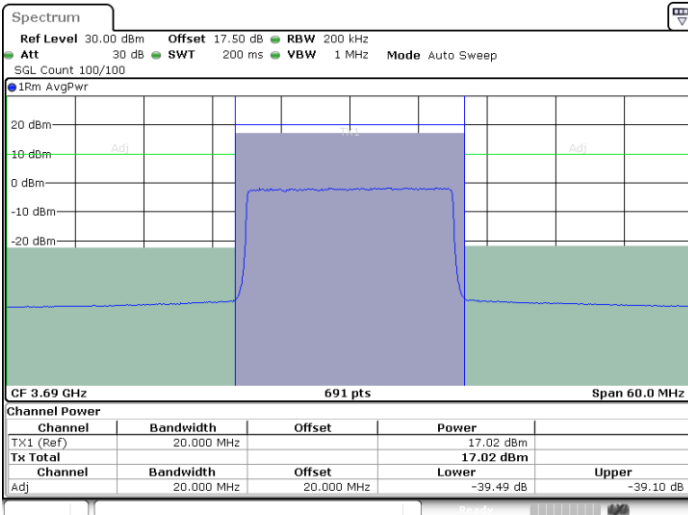 Spectrum
Ref Level 30.00 dBm Offset 17.50 dB RBW 200 kHz
Att 30 dB SWT 200 ms VBW 1 MHz Mode Auto Sweep
SGL Count 100/100
1Rm AvgPwr
20 dBm
TX1
Adj Adj
10 dBm
0 dBm
-10 dBm
-20 dBm
CF 3.69 GHz 691 pts Span 60.0 MHz
Channel Power
Channel Bandwidth Offset Power
TX1 (Ref) 20.000 MHz 17.02 dBm
Tx Total 17.02 dBm
Channel Bandwidth Offset Lower Upper
Adj 20.000 MHz 20.000 MHz -39.49 dB -39.10 dB
Ready